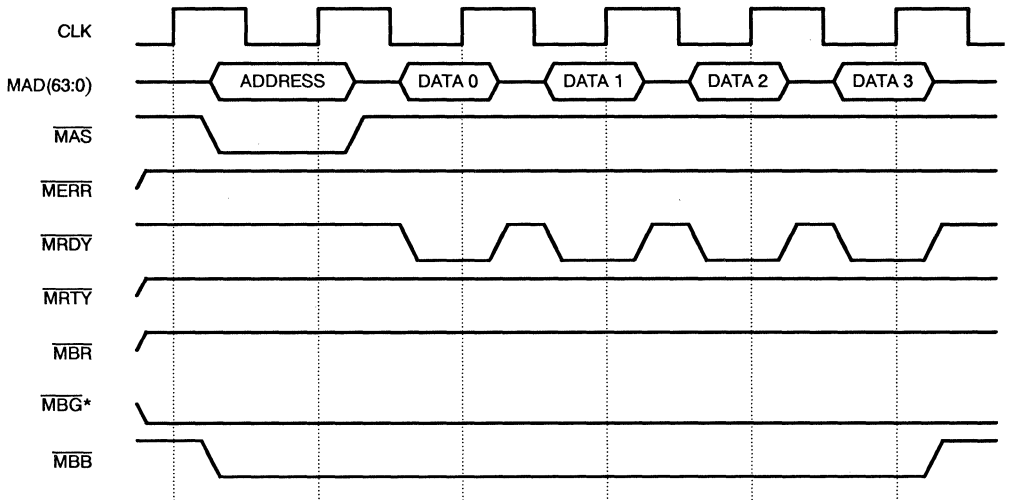 CLK
MAD(63:0) ADDRESS DATA 0 DATA 1 DATA 2 DATA 3
MAS
MERR
MRDY
MRTY
MBR
MBG*
MBB